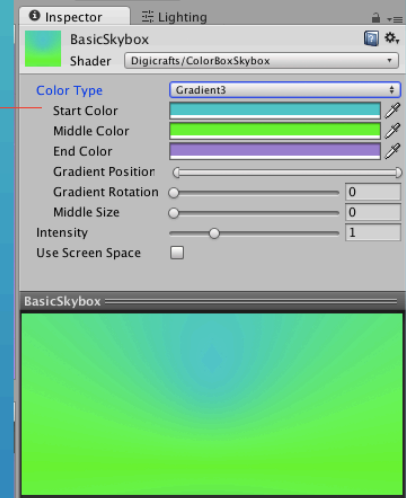 Inspector
Lighting
BasicSkybox
Shader Digicrafts/ColorBoxSkybox
Color Type Gradient3
Start Color
Middle Color
End Color
Gradient Position
Gradient Rotation 0
Middle Size 0
Intensity 1
Use Screen Space
BasicSkybox